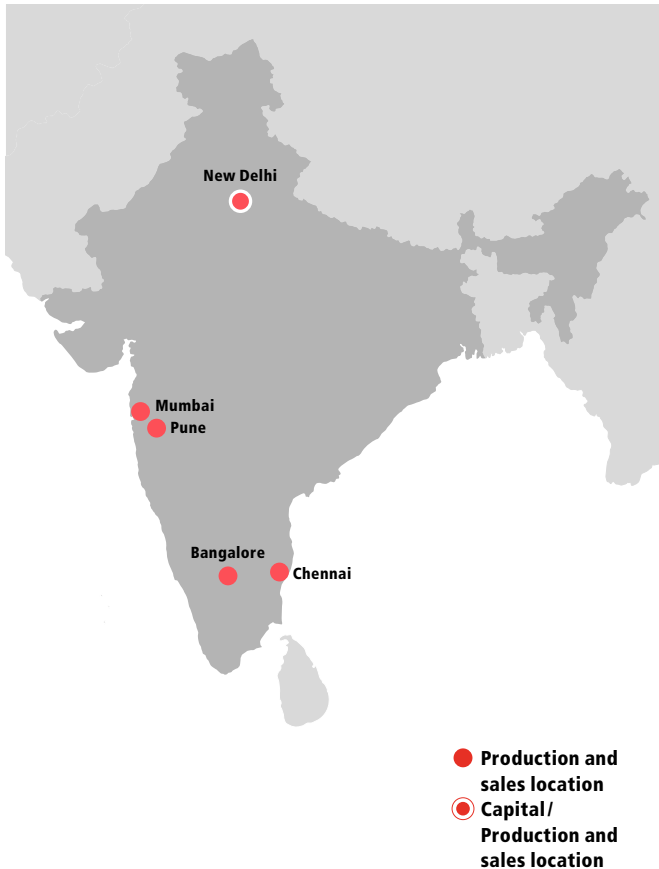 New Delhi
Mumbai
Pune
Bangalore
Chennai
Production and
sales location
Capital/
Production and
sales location